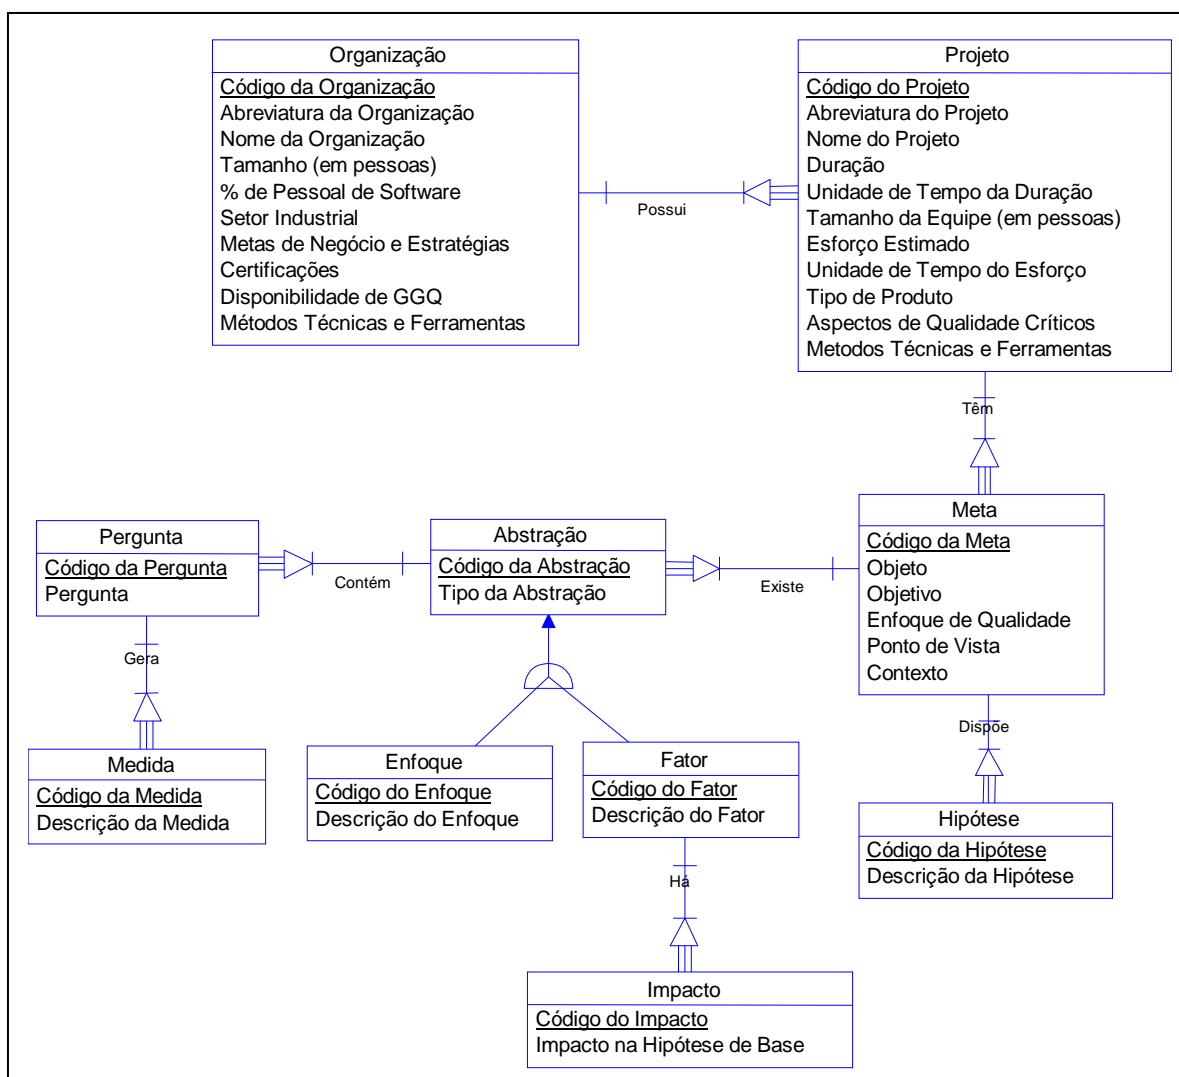 Organização
Código da Organização
Abreviatura da Organização
Nome da Organização
Tamanho (em pessoas)
% de Pessoal de Software
Setor Industrial
Metas de Negócio e Estratégias
Certificações
Disponibilidade de GGQ
Métodos Técnicas e Ferramentas
Possui
Projeto
Código do Projeto
Abreviatura do Projeto
Nome do Projeto
Duração
Unidade de Tempo da Duração
Tamanho da Equipe (em pessoas)
Esforço Estimado
Unidade de Tempo do Esforço
Tipo de Produto
Aspectos de Qualidade Críticos
Metodos Técnicas e Ferramentas
Têm
Pergunta
Código da Pergunta
Pergunta
Contém
Abstração
Código da Abstração
Tipo da Abstração
Existe
Meta
Código da Meta
Objeto
Objetivo
Enfoque de Qualidade
Ponto de Vista
Contexto
Gera
Dispõe
Medida
Código da Medida
Descrição da Medida
Enfoque
Código do Enfoque
Descrição do Enfoque
Fator
Código do Fator
Descrição do Fator
Hipótese
Código da Hipótese
Descrição da Hipótese
Há
Impacto
Código do Impacto
Impacto na Hipótese de Base